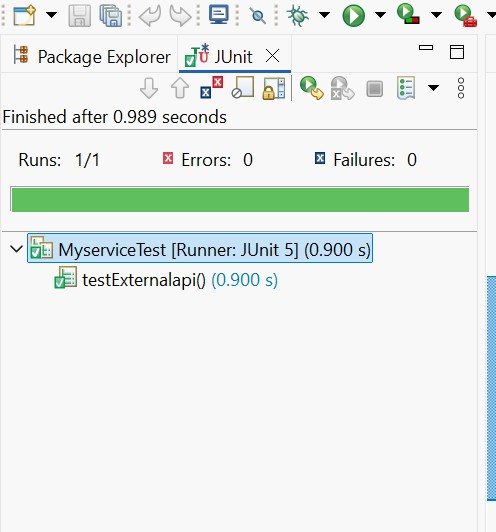 Package Explorer
JUnit
Finished after 0.989 seconds
Runs: 1/1 Errors: 0 Failures: 0
MyserviceTest [Runner: JUnit 5] (0.900 s)
testExternalapi() (0.900 s)